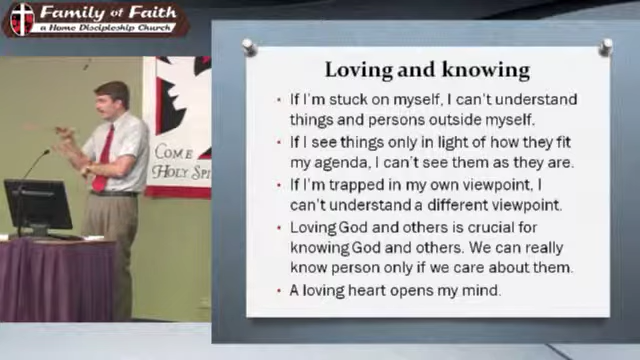 Family of Faith
a Home Discipleship Church
COME
HOLY SPI
Loving and knowing
• If I'm stuck on myself, I can't understand
things and persons outside myself.
• If I see things only in light of how they fit
my agenda, I can't see them as they are.
• If I'm trapped in my own viewpoint, I
can't understand a different viewpoint.
• Loving God and others is crucial for
knowing God and others. We can really
know person only if we care about them.
• A loving heart opens my mind.